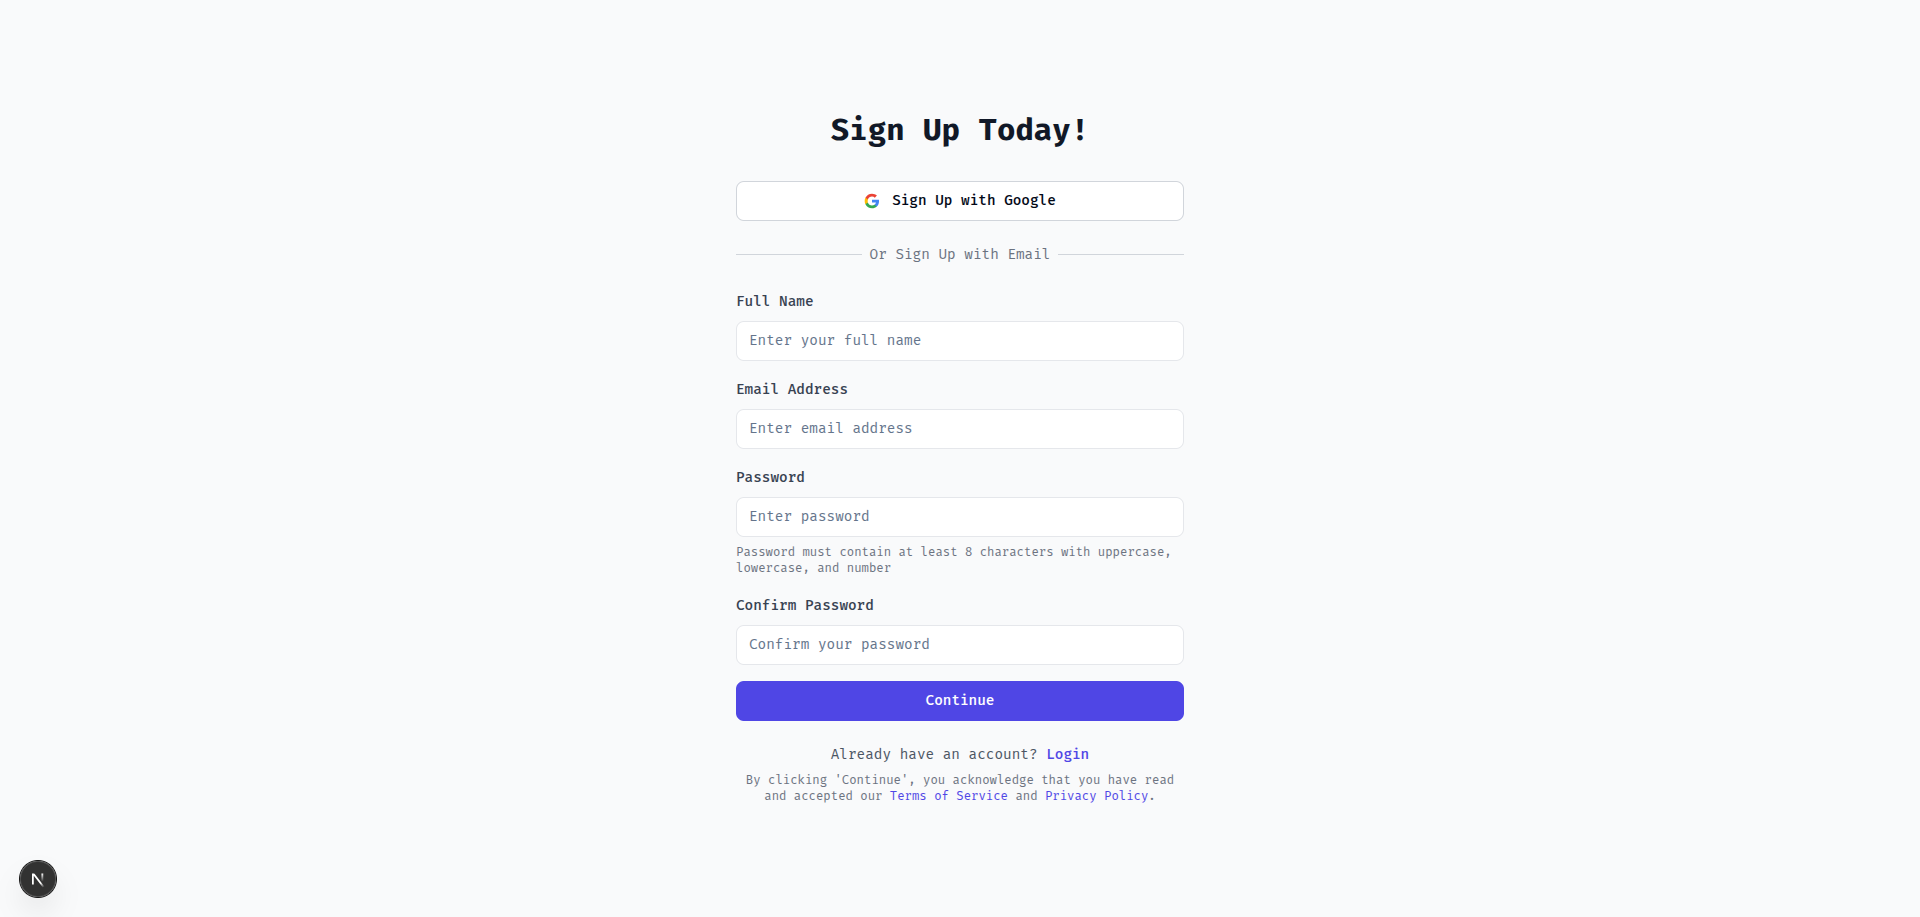 Sign Up Today!
Sign Up with Google
Or Sign Up with Email
Full Name
Enter your full name
Email Address
Enter email address
Password
Enter password
Password must contain at least 8 characters with uppercase,
lowercase, and number
Confirm Password
Confirm your password
Continue
Already have an account? Login
By clicking 'Continue', you acknowledge that you have read
and accepted our Terms of Service and Privacy Policy.
N